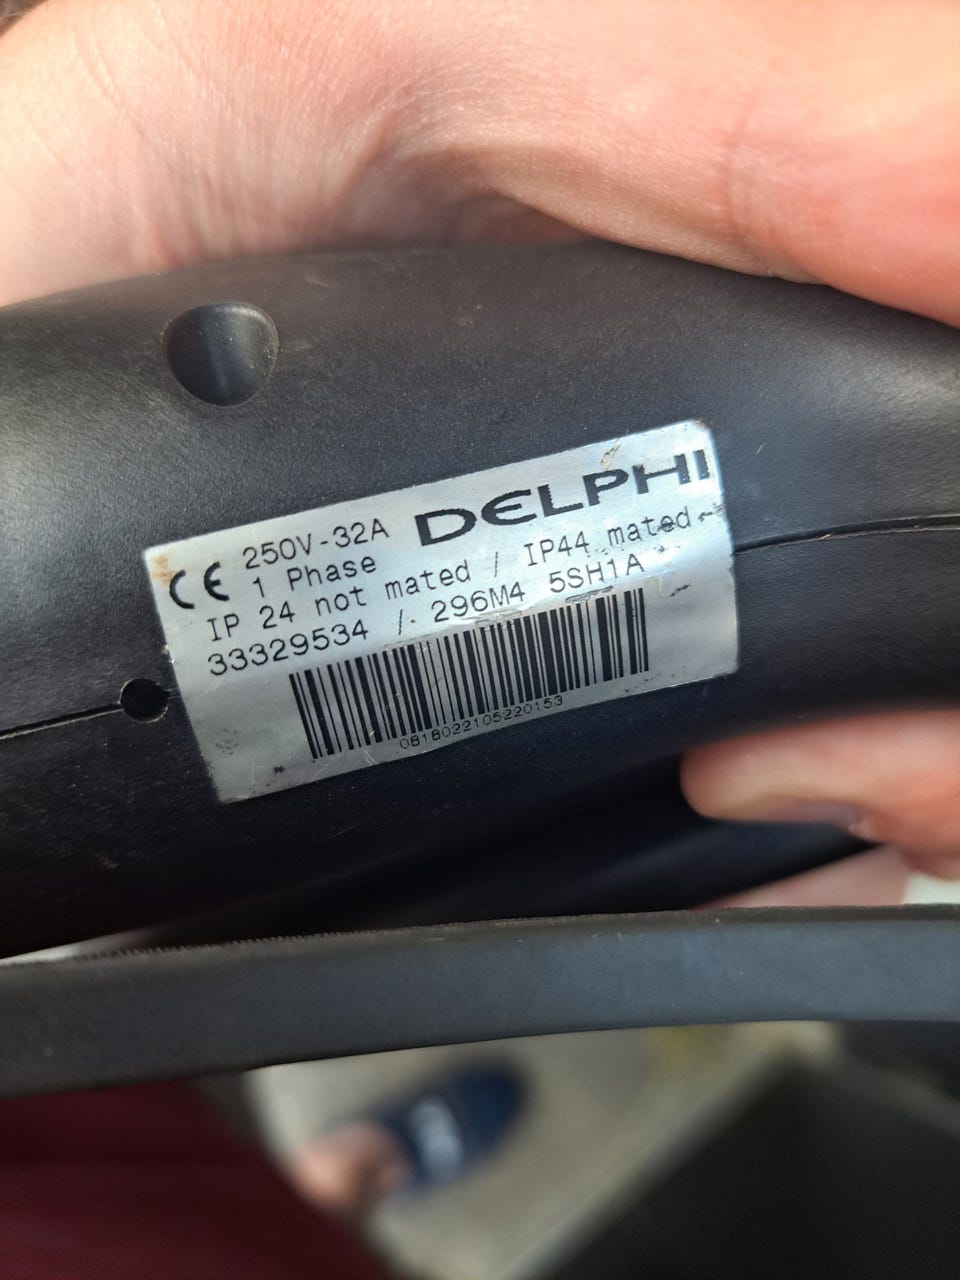 DELPHI
CE 250V-32A
1 Phase
IP 24 not mated / IP44 mated
33329534 / 296M4 5SH1A
0818022105220153